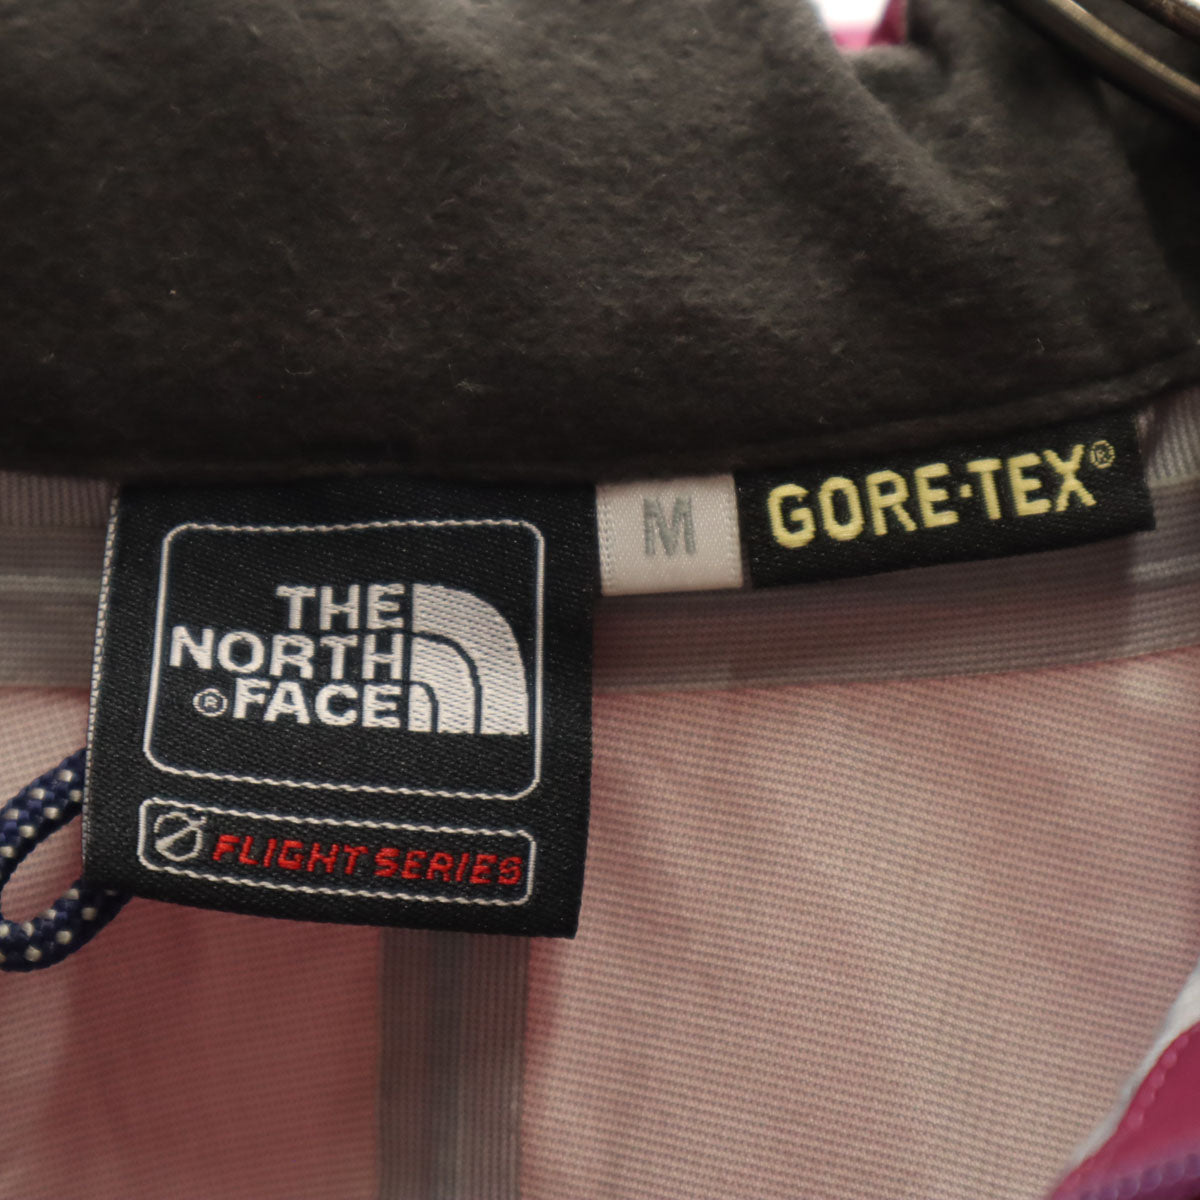 THE
NORTH
® FACE
FLIGHT SERIES
M
GORE-TEX®